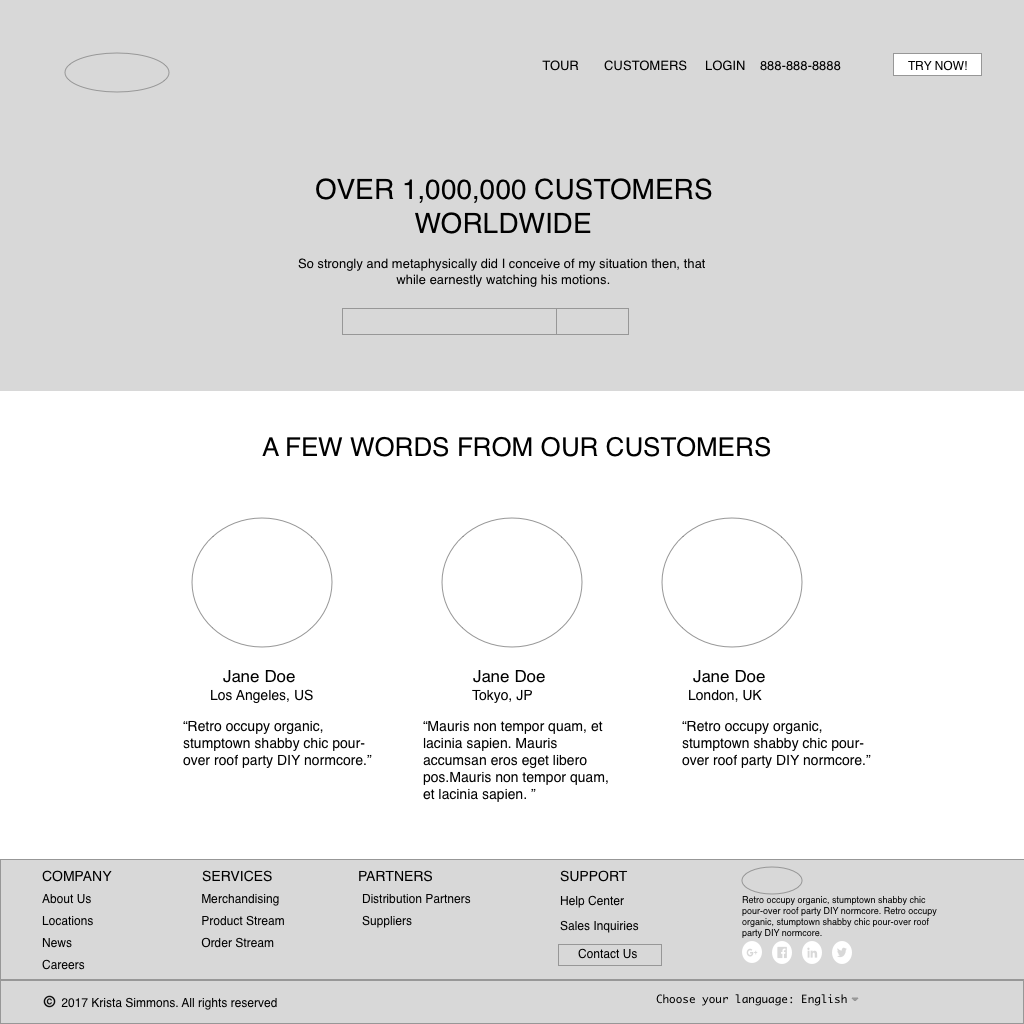 TOUR CUSTOMERS LOGIN 888-888-8888 TRY NOW!
OVER 1,000,000 CUSTOMERS
WORLDWIDE
So strongly and metaphysically did I conceive of my situation then, that
while earnestly watching his motions.
A FEW WORDS FROM OUR CUSTOMERS
Jane Doe
Los Angeles, US
“Retro occupy organic,
stumptown shabby chic pour-
over roof party DIY normcore.”
Jane Doe
Tokyo, JP
“Mauris non tempor quam, et
lacinia sapien. Mauris
accumsan eros eget libero
pos.Mauris non tempor quam,
et lacinia sapien. ”
Jane Doe
London, UK
“Retro occupy organic,
stumptown shabby chic pour-
over roof party DIY normcore.”
COMPANY
About Us
Locations
News
Careers
SERVICES
Merchandising
Product Stream
Order Stream
PARTNERS
Distribution Partners
Suppliers
SUPPORT
Help Center
Sales Inquiries
Contact Us
Retro occupy organic, stumptown shabby chic
pour-over roof party DIY normcore. Retro occupy
organic, stumptown shabby chic pour-over roof
party DIY normcore.
G+ f in
© 2017 Krista Simmons. All rights reserved
Choose your language: English